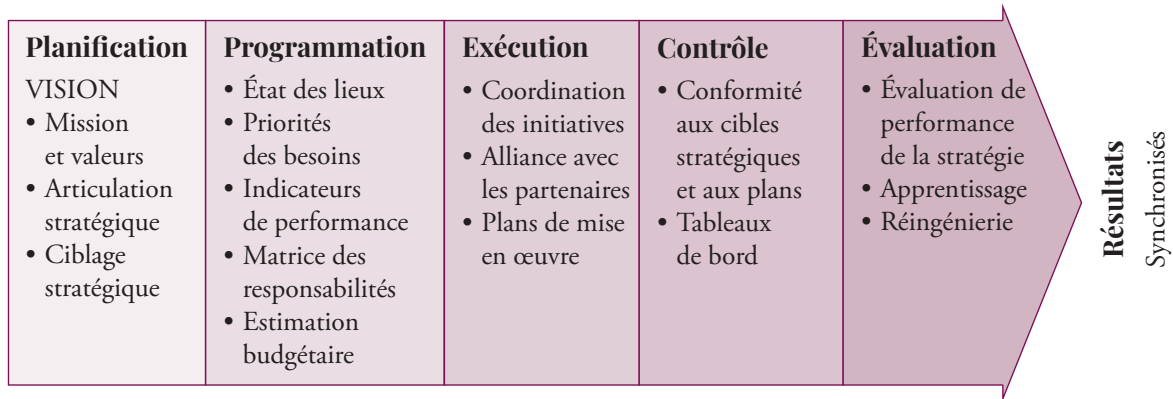 Planification
VISION
• Mission
et valeurs
• Articulation
stratégique
• Ciblage
stratégique
Programmation
• État des lieux
• Priorités
des besoins
• Indicateurs
de performance
• Matrice des
responsabilités
• Estimation
budgétaire
Exécution
• Coordination
des initiatives
• Alliance avec
les partenaires
• Plans de mise
en œuvre
Contrôle
• Conformité
aux cibles
stratégiques
et aux plans
• Tableaux
de bord
Évaluation
• Évaluation de
performance
de la stratégie
• Apprentissage
• Réingénierie
Résultats
Synchronisés